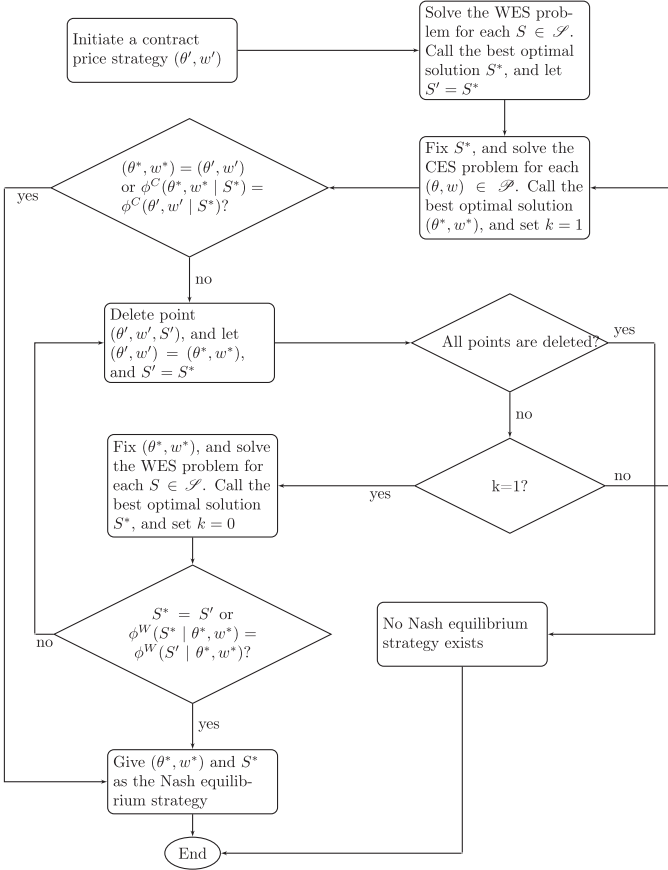 Initiate a contract
price strategy (θ′, w′)
Solve the WES prob-
lem for each S ∈ 𝒮.
Call the best optimal
solution S*, and let
S′ = S*
Fix S*, and solve the
CES problem for each
(θ, w) ∈ 𝒫. Call the
best optimal solution
(θ*, w*), and set k = 1
(θ*, w*) = (θ′, w′)
or ϕ^C(θ*, w* | S*) =
ϕ^C(θ′, w′ | S*)?
yes
no
Delete point
(θ′, w′, S′), and let
(θ′, w′) = (θ*, w*),
and S′ = S*
All points are deleted?
yes
no
k=1?
no
yes
Fix (θ*, w*), and solve
the WES problem for
each S ∈ 𝒮. Call the
best optimal solution
S*, and set k = 0
S* = S′ or
ϕ^W(S* | θ*, w*) =
ϕ^W(S′ | θ*, w*)?
no
yes
No Nash equilibrium
strategy exists
Give (θ*, w*) and S*
as the Nash equilib-
rium strategy
End